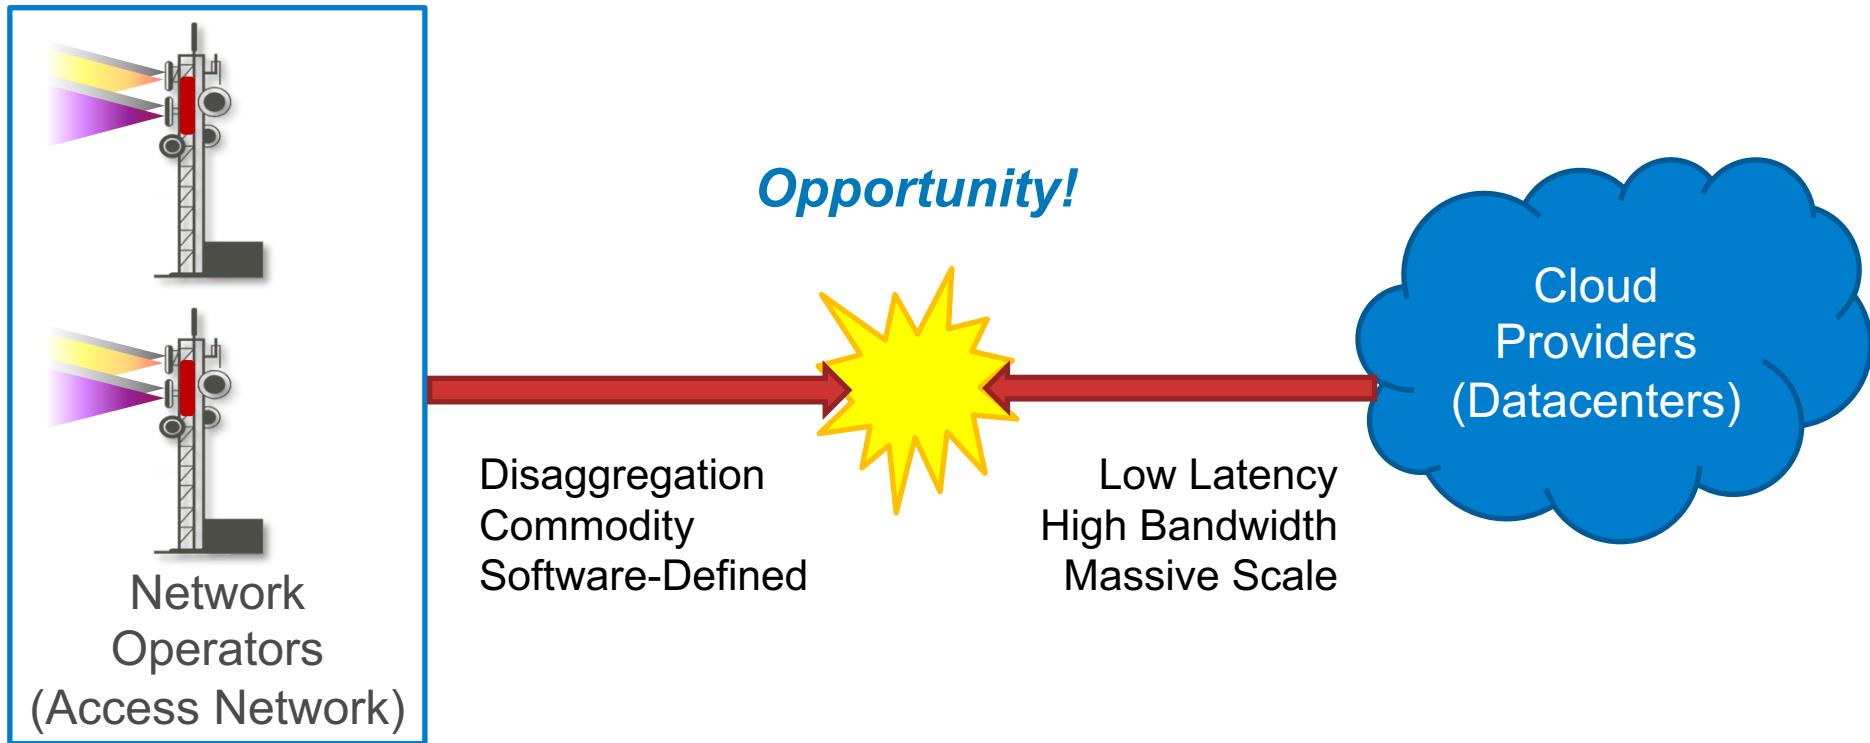 Opportunity!
Cloud
Providers
(Datacenters)
Disaggregation
Commodity
Software-Defined
Low Latency
High Bandwidth
Massive Scale
Network
Operators
(Access Network)